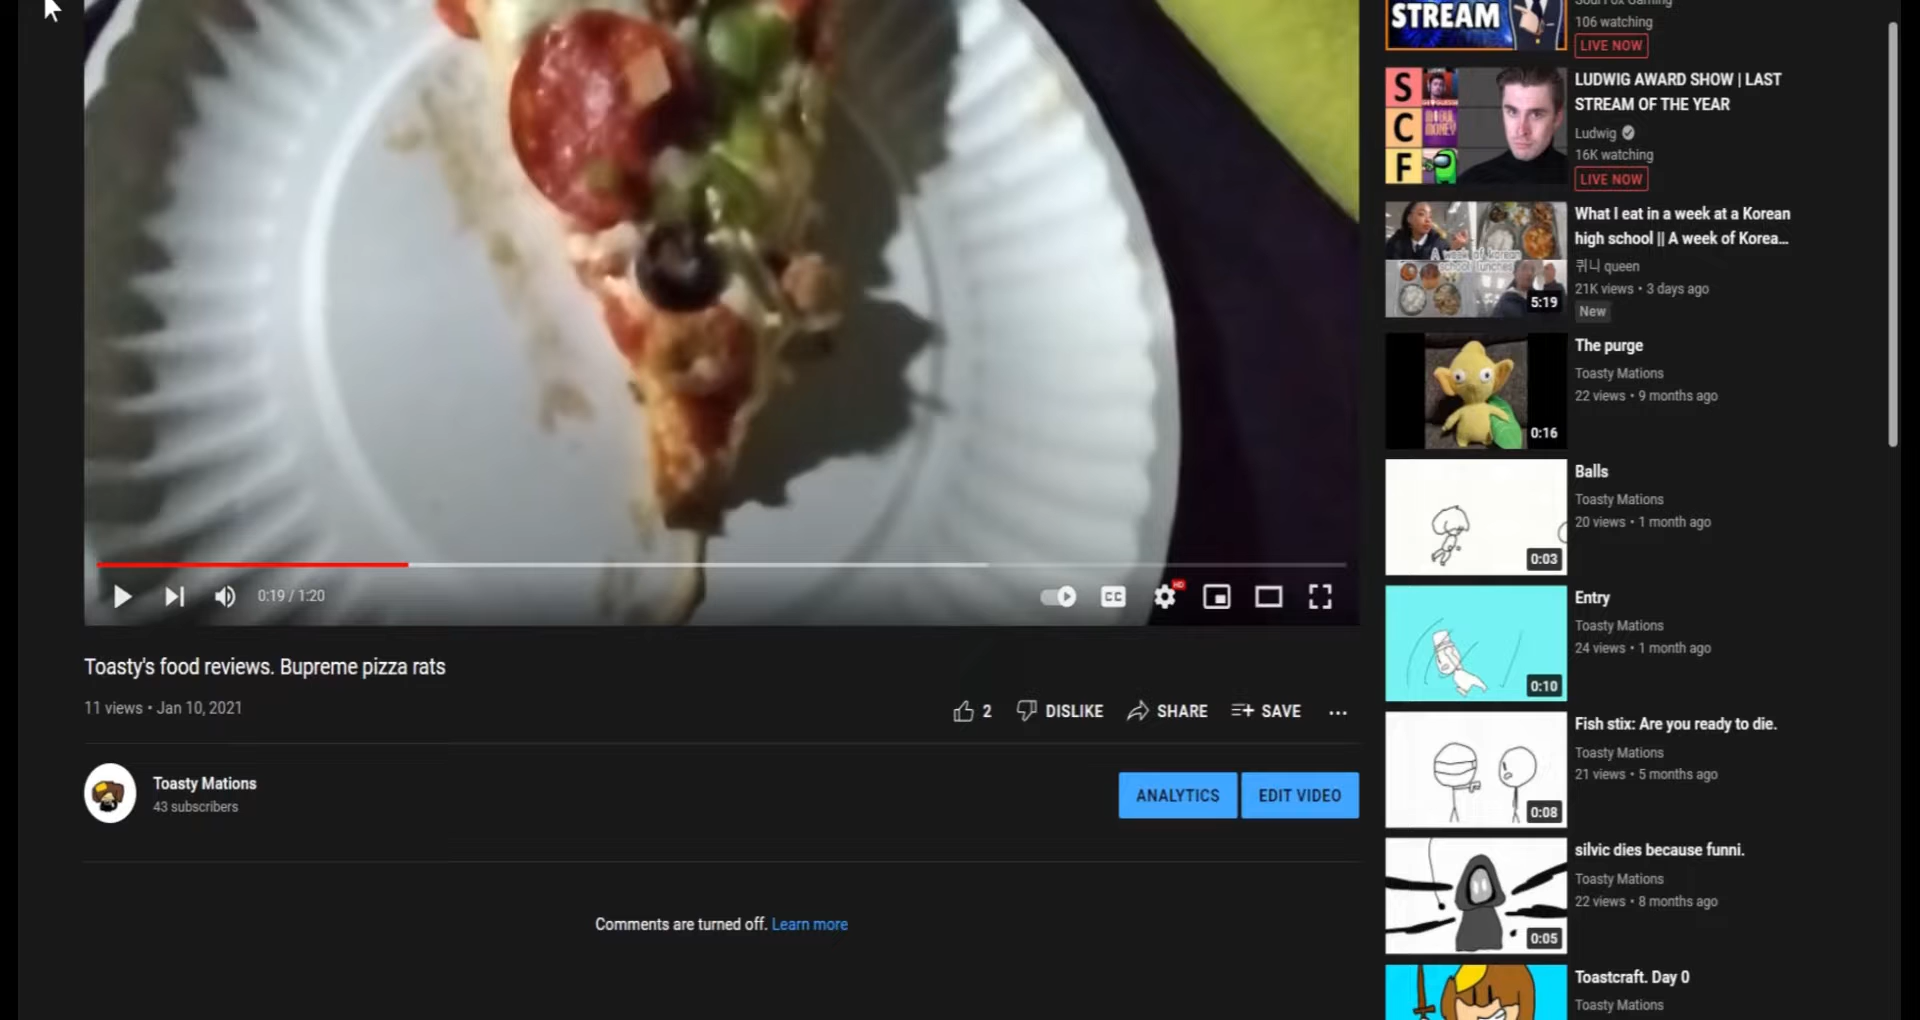 STREAM
106 watching
LIVE NOW
S
C
F
LUDWIG AWARD SHOW | LAST
STREAM OF THE YEAR
Ludwig
16K watching
LIVE NOW
A week of korean
school lunches
5:19
What I eat in a week at a Korean
high school || A week of Korea...
퀴니 queen
21K views • 3 days ago
New
0:16
The purge
Toasty Mations
22 views • 9 months ago
0:03
Balls
Toasty Mations
20 views • 1 month ago
0:10
Entry
Toasty Mations
24 views • 1 month ago
0:08
Fish stix: Are you ready to die.
Toasty Mations
21 views • 5 months ago
0:05
silvic dies because funni.
Toasty Mations
22 views • 8 months ago
Toastcraft. Day 0
Toasty Mations
0:19 / 1:20
CC
HD
Toasty's food reviews. Bupreme pizza rats
11 views • Jan 10, 2021
2 DISLIKE SHARE SAVE ...
Toasty Mations
43 subscribers
ANALYTICS EDIT VIDEO
Comments are turned off. Learn more